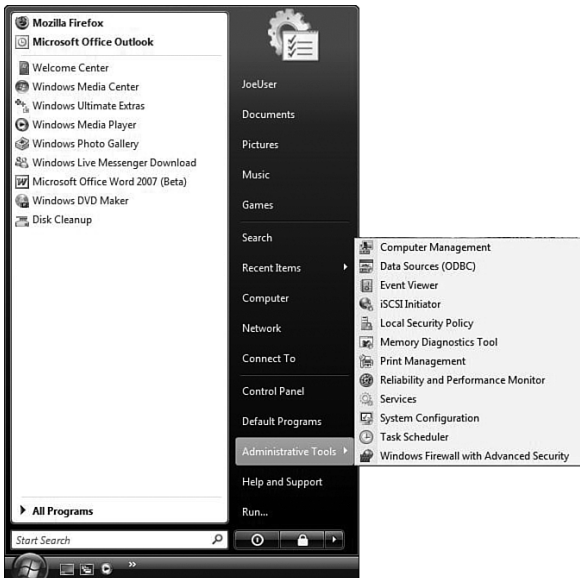 Mozilla Firefox
Microsoft Office Outlook
Welcome Center
Windows Media Center
Windows Ultimate Extras
Windows Media Player
Windows Photo Gallery
Windows Live Messenger Download
Microsoft Office Word 2007 (Beta)
Windows DVD Maker
Disk Cleanup
All Programs
Start Search
JoeUser
Documents
Pictures
Music
Games
Search
Recent Items
Computer
Network
Connect To
Control Panel
Default Programs
Administrative Tools
Help and Support
Run...
Computer Management
Data Sources (ODBC)
Event Viewer
iSCSI Initiator
Local Security Policy
Memory Diagnostics Tool
Print Management
Reliability and Performance Monitor
Services
System Configuration
Task Scheduler
Windows Firewall with Advanced Security